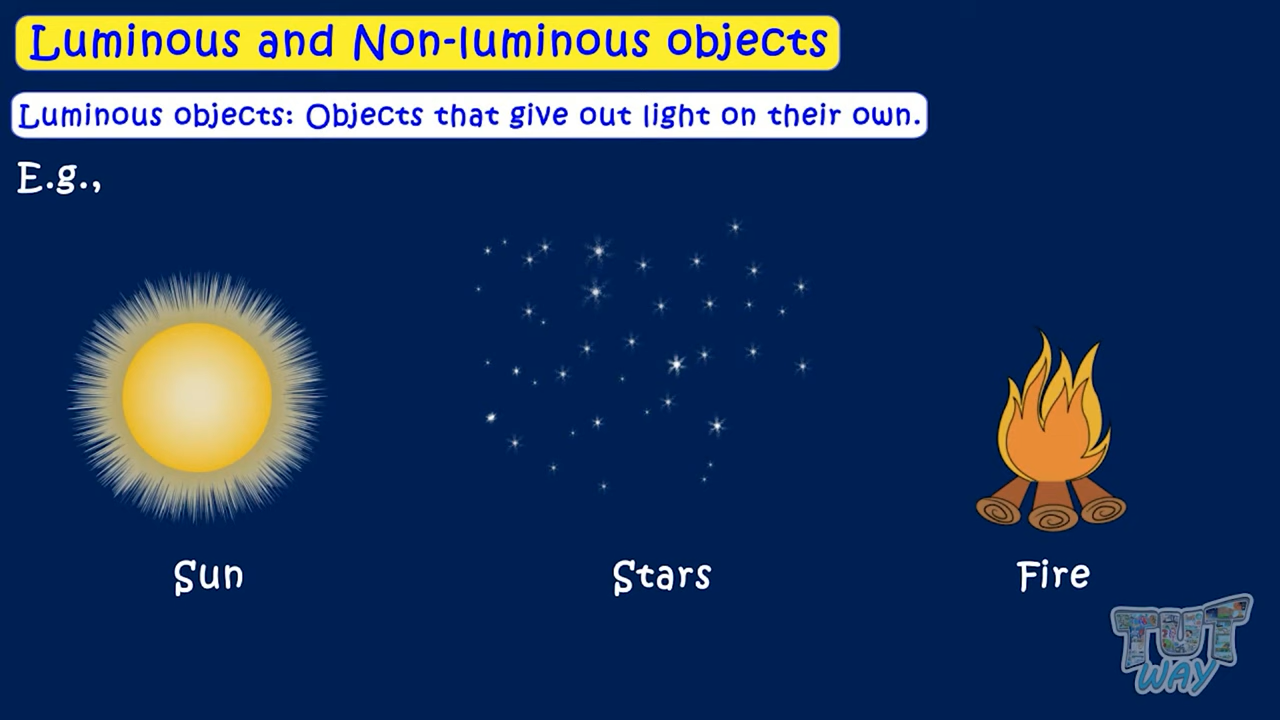 Luminous and Non-luminous objects
Luminous objects: Objects that give out light on their own.
E.g.,
Sun
Stars
Fire
TUT
WAY